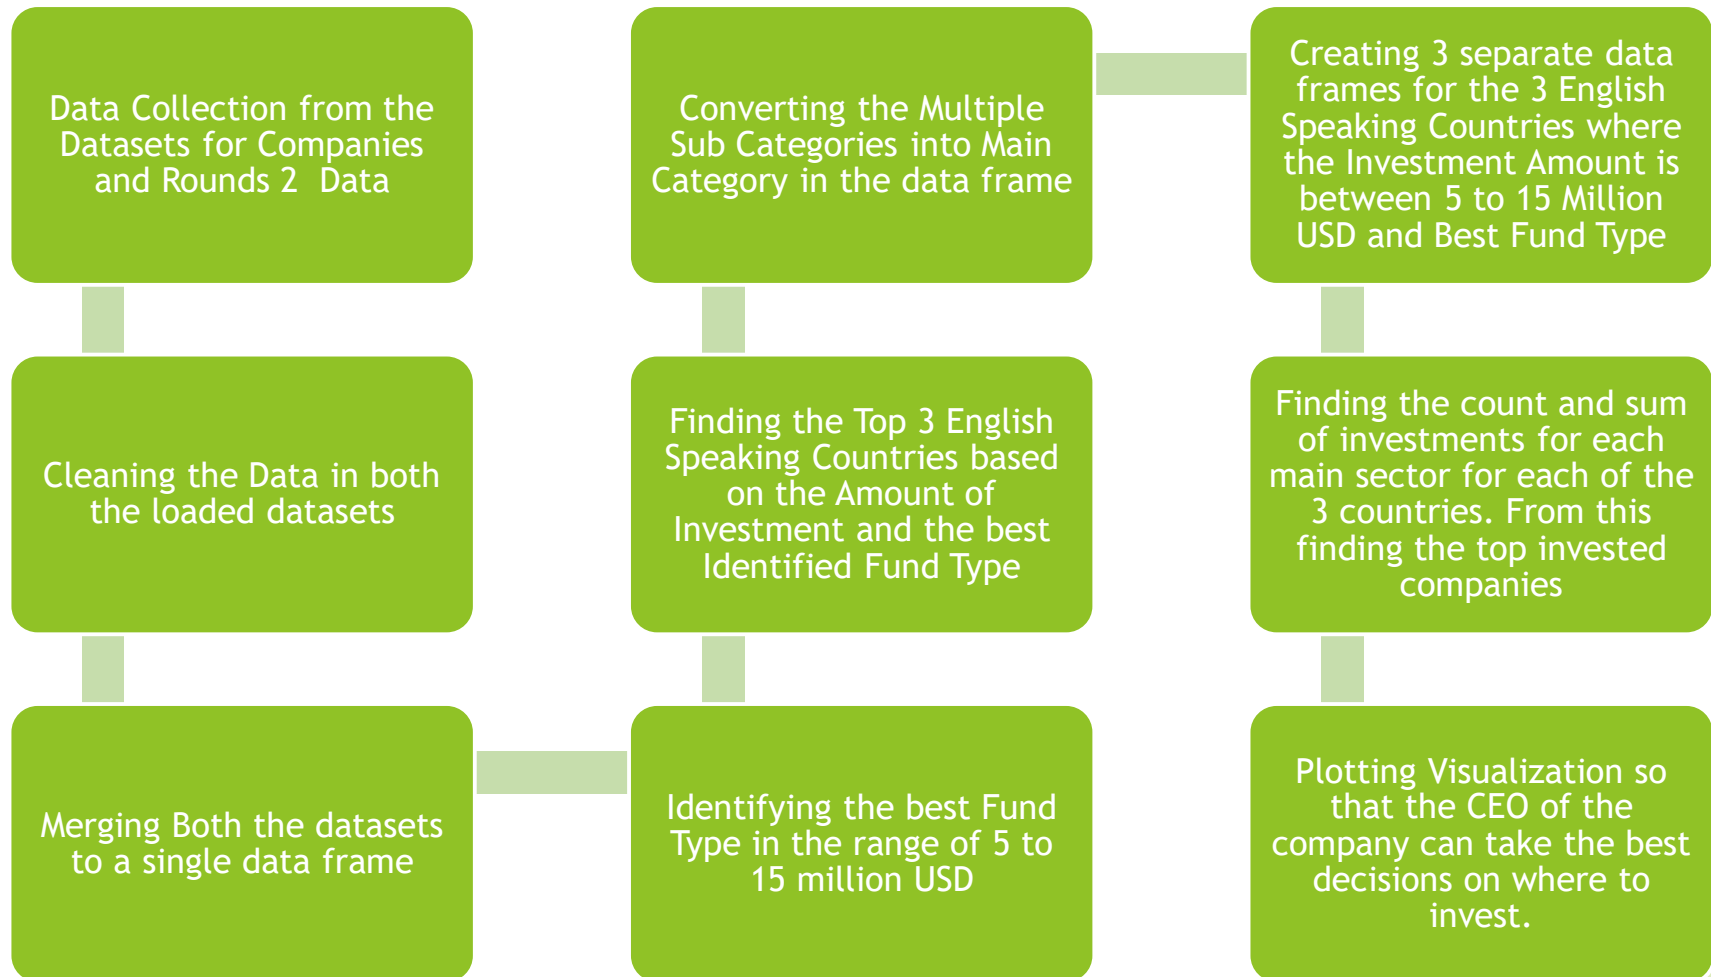 Data Collection from the
Datasets for Companies
and Rounds 2  Data
Cleaning the Data in both
the loaded datasets
Merging Both the datasets
to a single data frame
Identifying the best Fund
Type in the range of 5 to
15 million USD
Finding the Top 3 English
Speaking Countries based
on the Amount of
Investment and the best
Identified Fund Type
Converting the Multiple
Sub Categories into Main
Category in the data frame
Creating 3 separate data
frames for the 3 English
Speaking Countries where
the Investment Amount is
between 5 to 15 Million
USD and Best Fund Type
Finding the count and sum
of investments for each
main sector for each of the
3 countries. From this
finding the top invested
companies
Plotting Visualization so
that the CEO of the
company can take the best
decisions on where to
invest.